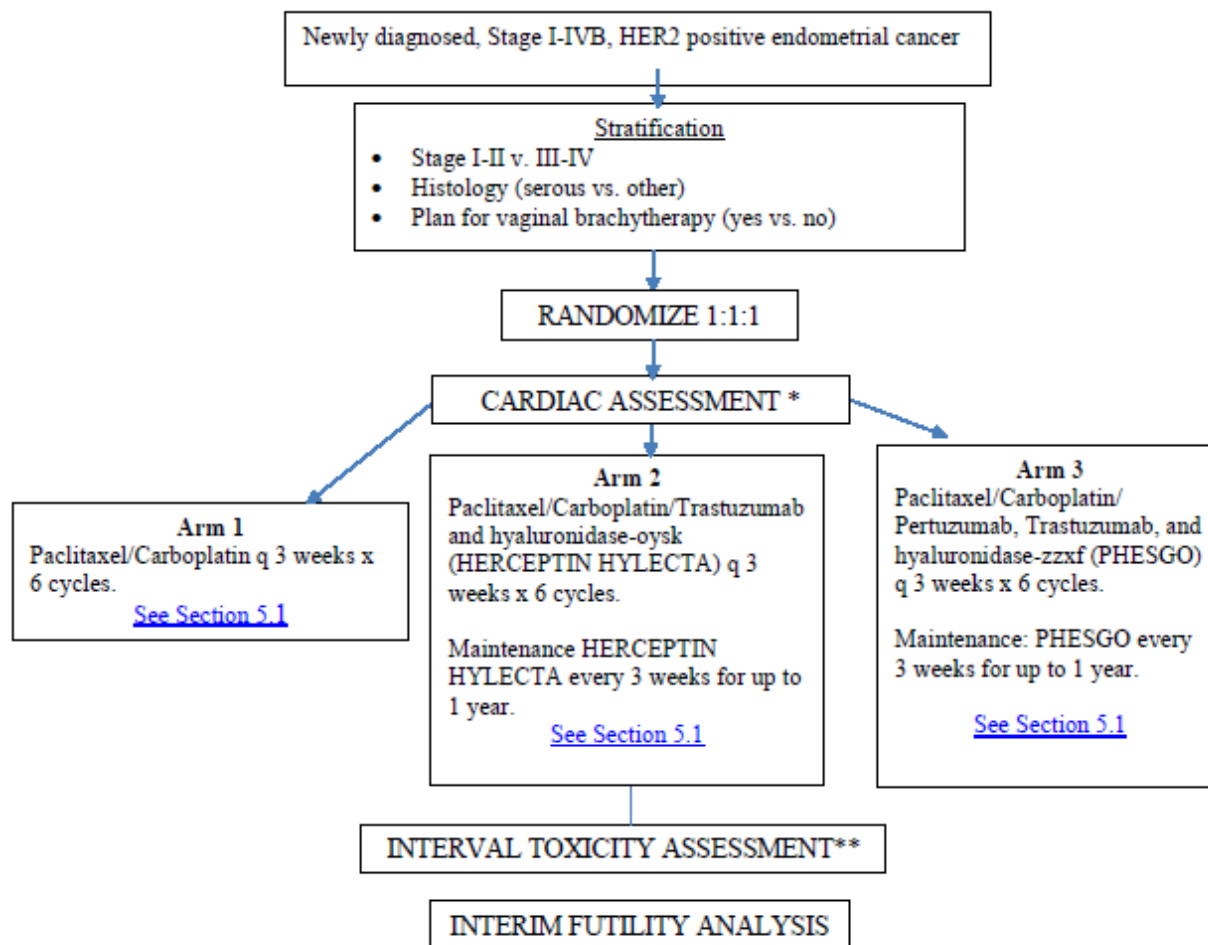 Newly diagnosed, Stage I-IVB, HER2 positive endometrial cancer
Stratification
• Stage I-II v. III-IV
• Histology (serous vs. other)
• Plan for vaginal brachytherapy (yes vs. no)
RANDOMIZE 1:1:1
CARDIAC ASSESSMENT *
Arm 1
Paclitaxel/Carboplatin q 3 weeks x
6 cycles.
See Section 5.1
Arm 2
Paclitaxel/Carboplatin/Trastuzumab
and hyaluronidase-oysk
(HERCEPTIN HYLECTA) q 3
weeks x 6 cycles.
Maintenance HERCEPTIN
HYLECTA every 3 weeks for up to
1 year.
See Section 5.1
Arm 3
Paclitaxel/Carboplatin/
Pertuzumab, Trastuzumab, and
hyaluronidase-zzxf (PHESGO)
q 3 weeks x 6 cycles.
Maintenance: PHESGO every
3 weeks for up to 1 year.
See Section 5.1
INTERVAL TOXICITY ASSESSMENT**
INTERIM FUTILITY ANALYSIS